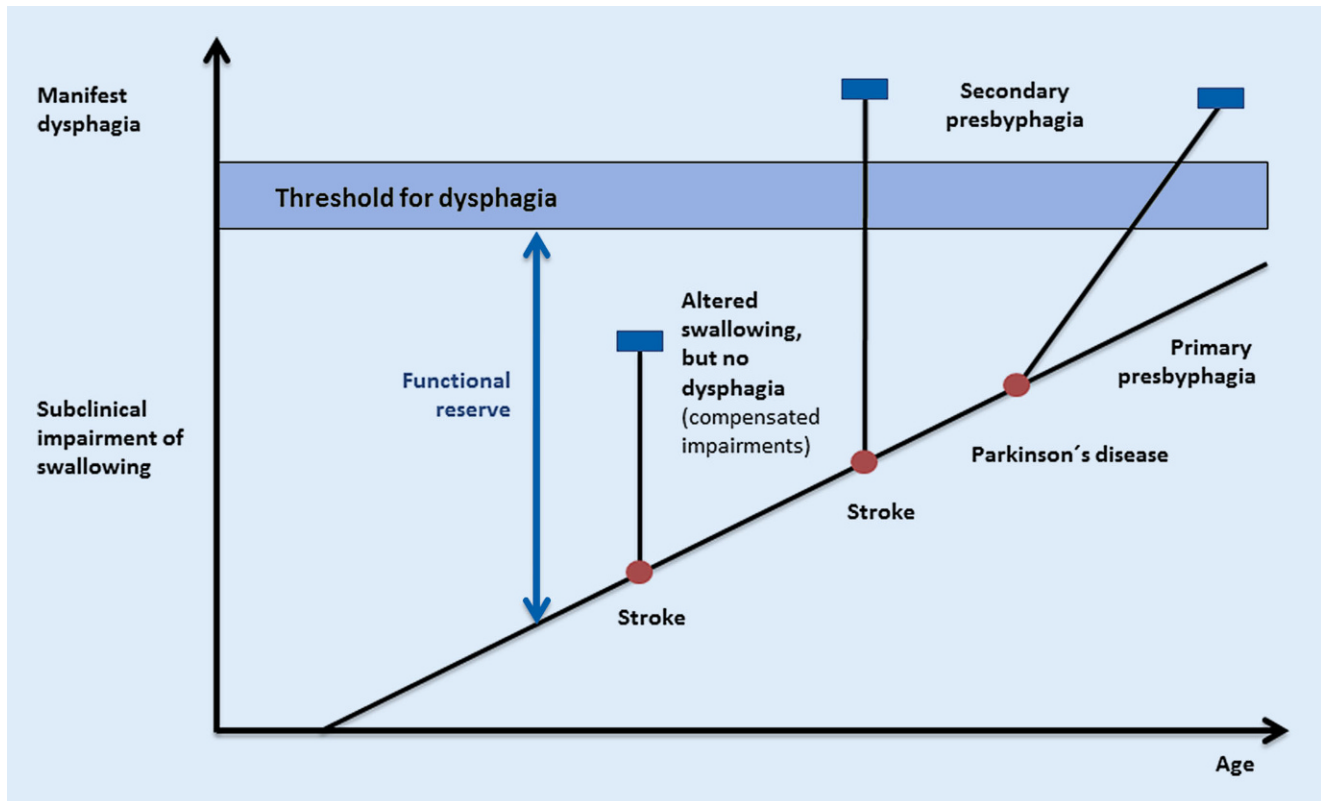 Manifest
dysphagia
Secondary
presbyphagia
Threshold for dysphagia
Altered
swallowing,
but no
dysphagia
(compensated
impairments)
Functional
reserve
Primary
presbyphagia
Subclinical
impairment of
swallowing
Parkinson´s disease
Stroke
Stroke
Age